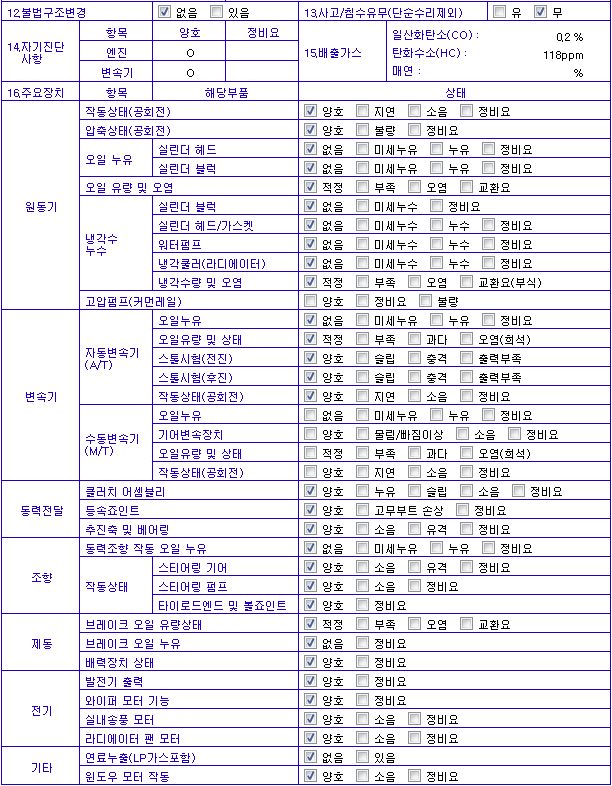 12.불법구조변경 ☑ 없음 ☐ 있음 13.사고/침수유무(단순수리제외) ☐ 유 ☑ 무
14.자기진단 사항 항목 양호 정비요 15.배출가스 일산화탄소(CO) : 0,2 %
엔진 O 탄화수소(HC) : 118ppm
변속기 O 매연 : %
16.주요장치 항목 해당부품 상태
원동기 작동상태(공회전) ☑ 양호 ☐ 지연 ☐ 소음 ☐ 정비요
압축상태(공회전) ☑ 양호 ☐ 불량 ☐ 정비요
오일 누유 실린더 헤드 ☑ 없음 ☐ 미세누유 ☐ 누유 ☐ 정비요
실린더 블럭 ☑ 없음 ☐ 미세누유 ☐ 누유 ☐ 정비요
오일 유량 및 오염 ☑ 적정 ☐ 부족 ☐ 오염 ☐ 교환요
냉각수 누수 실린더 블럭 ☑ 없음 ☐ 미세누수 ☐ 정비요
실린더 헤드/가스켓 ☑ 없음 ☐ 미세누수 ☐ 누수 ☐ 정비요
워터펌프 ☑ 없음 ☐ 미세누수 ☐ 누수 ☐ 정비요
냉각쿨러(라디에이터) ☑ 없음 ☐ 미세누수 ☐ 누수 ☐ 정비요
냉각수량 및 오염 ☑ 적정 ☐ 부족 ☐ 오염 ☐ 교환요(부식)
고압펌프(커먼레일) ☐ 양호 ☐ 정비요 ☐ 불량
변속기 자동변속기 (A/T) 오일누유 ☑ 없음 ☐ 미세누유 ☐ 누유 ☐ 정비요
오일유량 및 상태 ☑ 적정 ☐ 부족 ☐ 과다 ☐ 오염(희석)
스톨시험(전진) ☑ 양호 ☐ 슬립 ☐ 충격 ☐ 출력부족
스톨시험(후진) ☑ 양호 ☐ 슬립 ☐ 충격 ☐ 출력부족
작동상태(공회전) ☑ 양호 ☐ 지연 ☐ 소음 ☐ 정비요
수동변속기 (M/T) 오일누유 ☐ 없음 ☐ 미세누유 ☐ 누유 ☐ 정비요
기어변속장치 ☐ 양호 ☐ 물림/빠짐이상 ☐ 소음 ☐ 정비요
오일유량 및 상태 ☐ 적정 ☐ 부족 ☐ 과다 ☐ 오염(희석)
작동상태(공회전) ☐ 양호 ☐ 지연 ☐ 소음 ☐ 정비요
동력전달 클러치 어셈블리 ☑ 양호 ☐ 누유 ☐ 슬립 ☐ 소음 ☐ 정비요
등속죠인트 ☑ 양호 ☐ 고무부트 손상 ☐ 정비요
추진축 및 베어링 ☑ 양호 ☐ 소음 ☐ 유격 ☐ 정비요
조향 동력조향 작동 오일 누유 ☑ 없음 ☐ 미세누유 ☐ 누유 ☐ 정비요
작동상태 스티어링 기어 ☑ 양호 ☐ 소음 ☐ 유격 ☐ 정비요
스티어링 펌프 ☑ 양호 ☐ 소음 ☐ 정비요
타이로드엔드 및 볼죠인트 ☑ 양호 ☐ 정비요
제동 브레이크 오일 유량상태 ☑ 적정 ☐ 부족 ☐ 오염 ☐ 교환요
브레이크 오일 누유 ☑ 없음 ☐ 정비요
배력장치 상태 ☑ 양호 ☐ 정비요
전기 발전기 출력 ☑ 양호 ☐ 정비요
와이퍼 모터 기능 ☑ 양호 ☐ 정비요
실내송풍 모터 ☑ 양호 ☐ 소음 ☐ 정비요
라디에이터 팬 모터 ☑ 양호 ☐ 소음 ☐ 정비요
기타 연료누출(LP가스포함) ☑ 없음 ☐ 있음
윈도우 모터 작동 ☑ 양호 ☐ 소음 ☐ 정비요